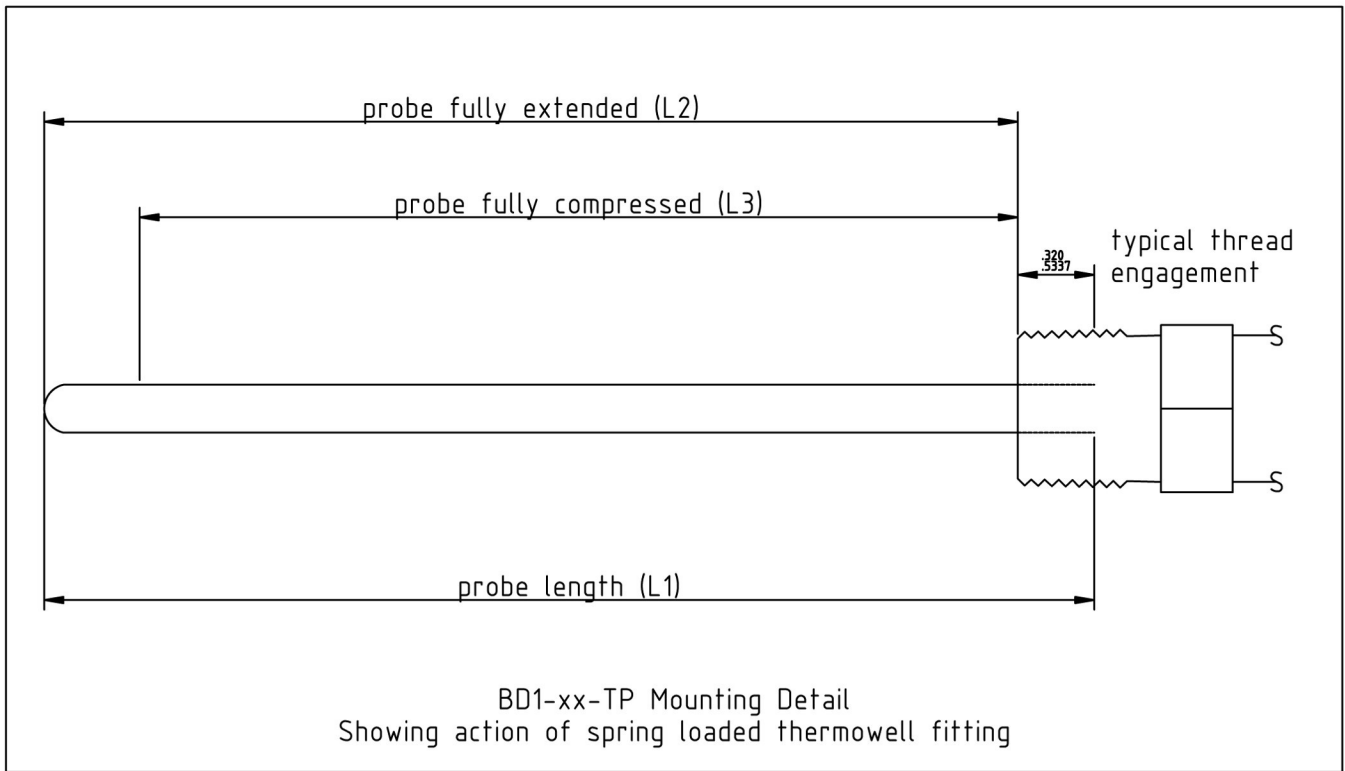 probe fully extended (L2)
probe fully compressed (L3)
.320
.5337
typical thread
engagement
S
S
probe length (L1)
BD1-xx-TP Mounting Detail
Showing action of spring loaded thermowell fitting